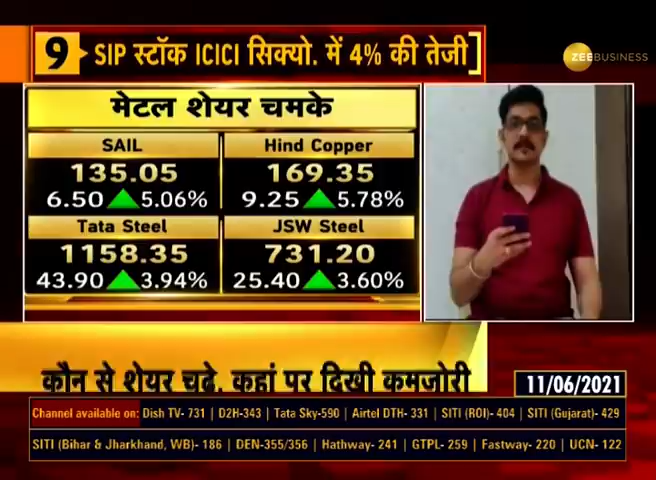 9 SIP स्टॉक ICICI सिक्यो. में 4% की तेजी
ZEE BUSINESS
मेटल शेयर चमके
SAIL
135.05
6.50 5.06%
Hind Copper
169.35
9.25 5.78%
Tata Steel
1158.35
43.90 3.94%
JSW Steel
731.20
25.40 3.60%
कौन से शेयर चढ़े, कहां पर दिखी कमजोरी
11/06/2021
Channel available on: Dish TV- 731 | D2H-343 | Tata Sky-590 | Airtel DTH- 331 | SITI (ROI)- 404 | SITI (Gujarat)- 429
SITI (Bihar & Jharkhand, WB)- 186 | DEN-355/356 | Hathway- 241 | GTPL- 259 | Fastway- 220 | UCN- 122